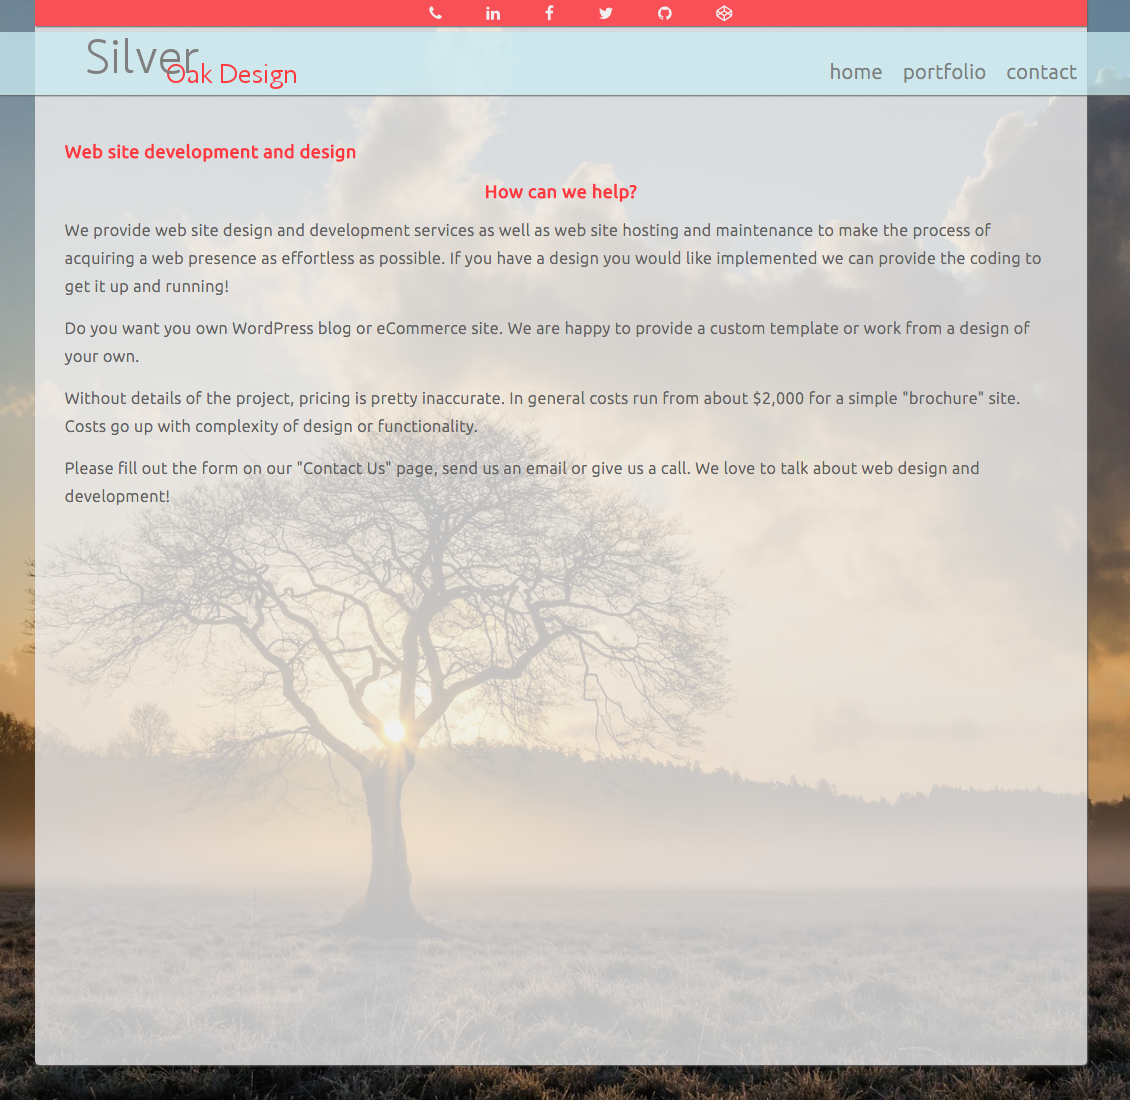 Silver
Oak Design
home portfolio contact
Web site development and design
How can we help?
We provide web site design and development services as well as web site hosting and maintenance to make the process of
acquiring a web presence as effortless as possible. If you have a design you would like implemented we can provide the coding to
get it up and running!
Do you want you own WordPress blog or eCommerce site. We are happy to provide a custom template or work from a design of
your own.
Without details of the project, pricing is pretty inaccurate. In general costs run from about $2,000 for a simple "brochure" site.
Costs go up with complexity of design or functionality.
Please fill out the form on our "Contact Us" page, send us an email or give us a call. We love to talk about web design and
development!